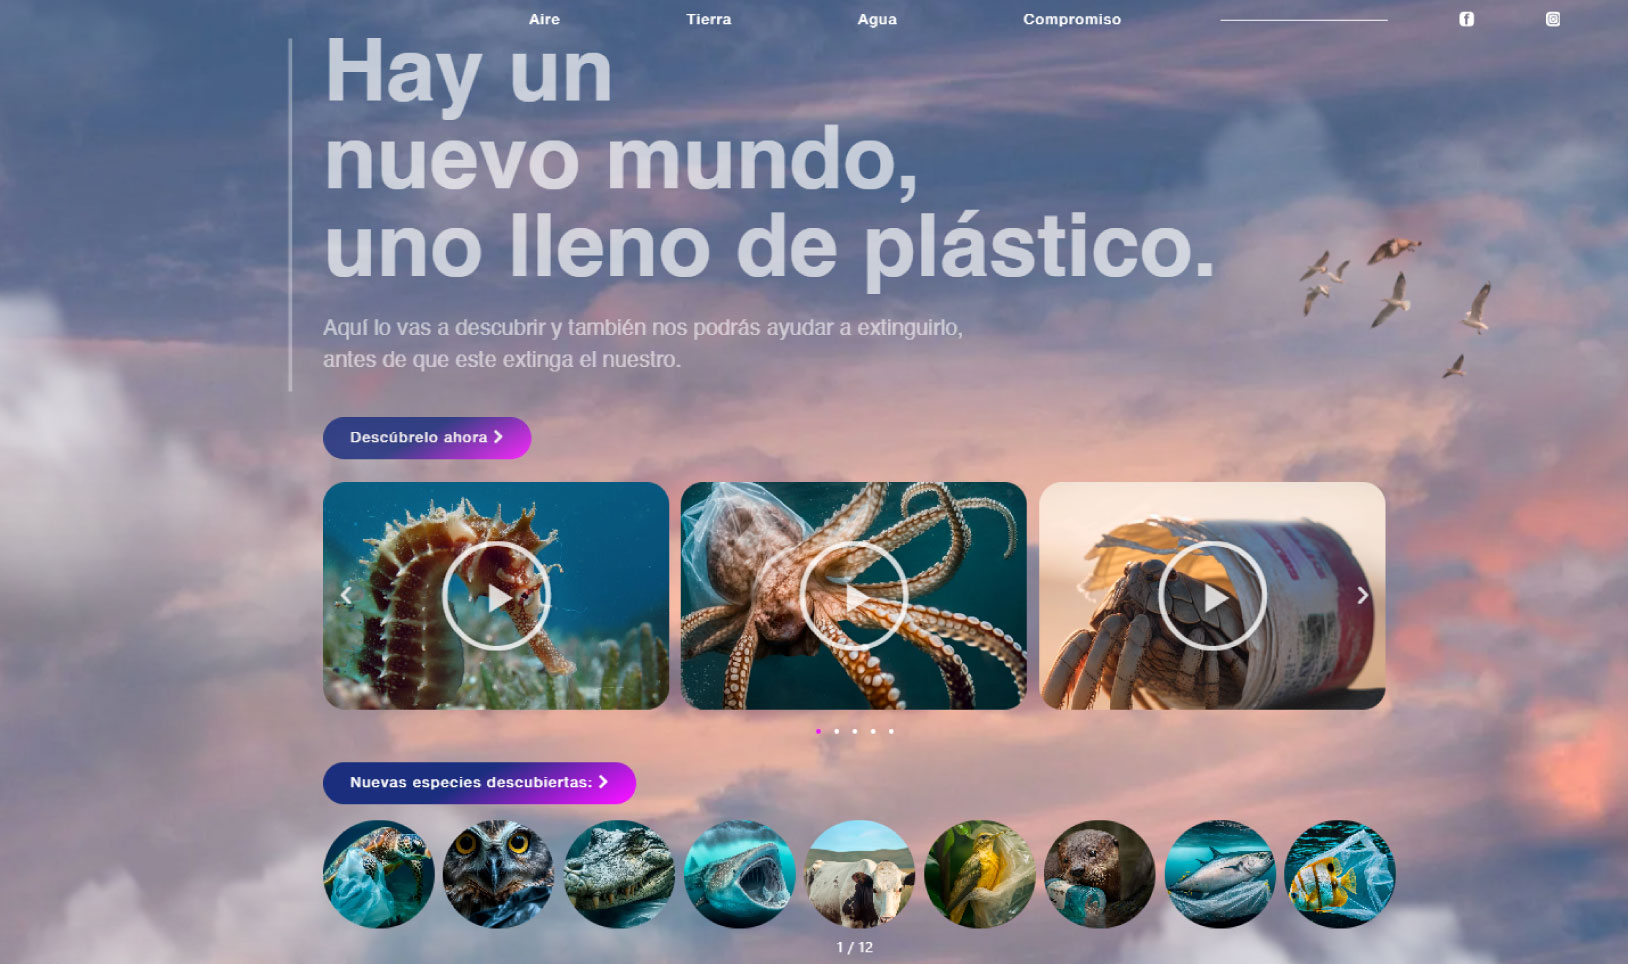 Aire
Tierra
Agua
Compromiso
Hay un
nuevo mundo,
uno lleno de plástico.
Aquí lo vas a descubrir y también nos podrás ayudar a extinguirlo,
antes de que este extinga el nuestro.
Descúbrelo ahora
Nuevas especies descubiertas:
1 / 12